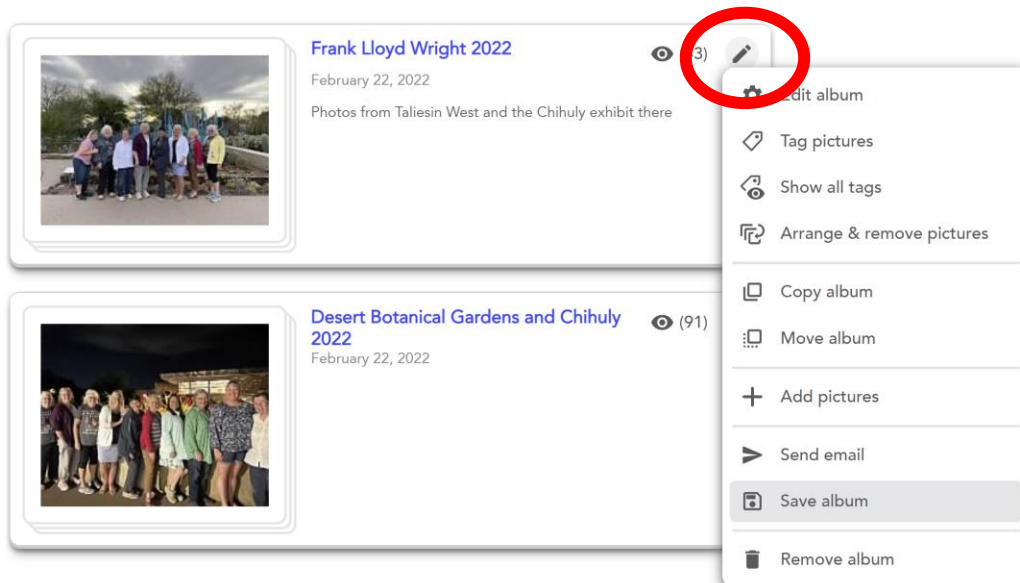 Frank Lloyd Wright 2022
3)
February 22, 2022
Photos from Taliesin West and the Chihuly exhibit there
Edit album
Tag pictures
Show all tags
Arrange & remove pictures
Copy album
Move album
Add pictures
Send email
Save album
Remove album
Desert Botanical Gardens and Chihuly
2022
(91)
February 22, 2022